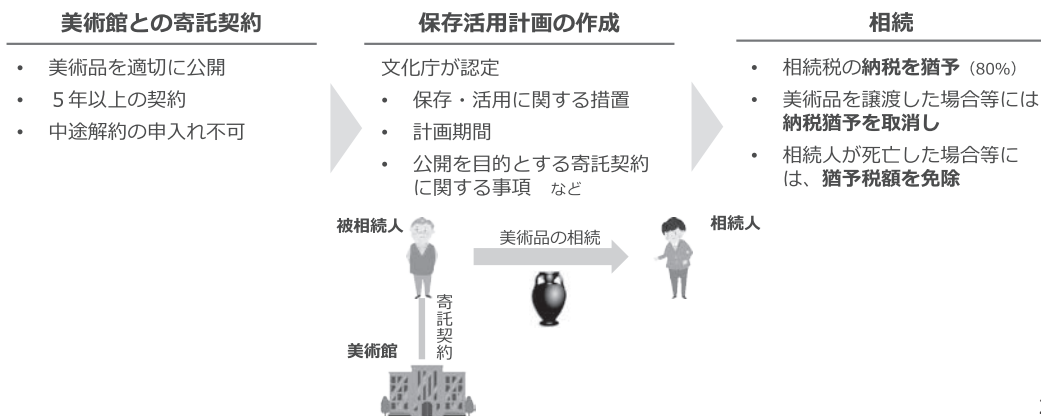 美術館との寄託契約
• 美術品を適切に公開
• ５年以上の契約
• 中途解約の申入れ不可
保存活用計画の作成
文化庁が認定
• 保存・活用に関する措置
• 計画期間
• 公開を目的とする寄託契約
に関する事項　など
相続
• 相続税の納税を猶予（80%）
• 美術品を譲渡した場合等には
納税猶予を取消し
• 相続人が死亡した場合等に
は、猶予税額を免除
被相続人
美術品の相続
相続人
寄託契約
美術館